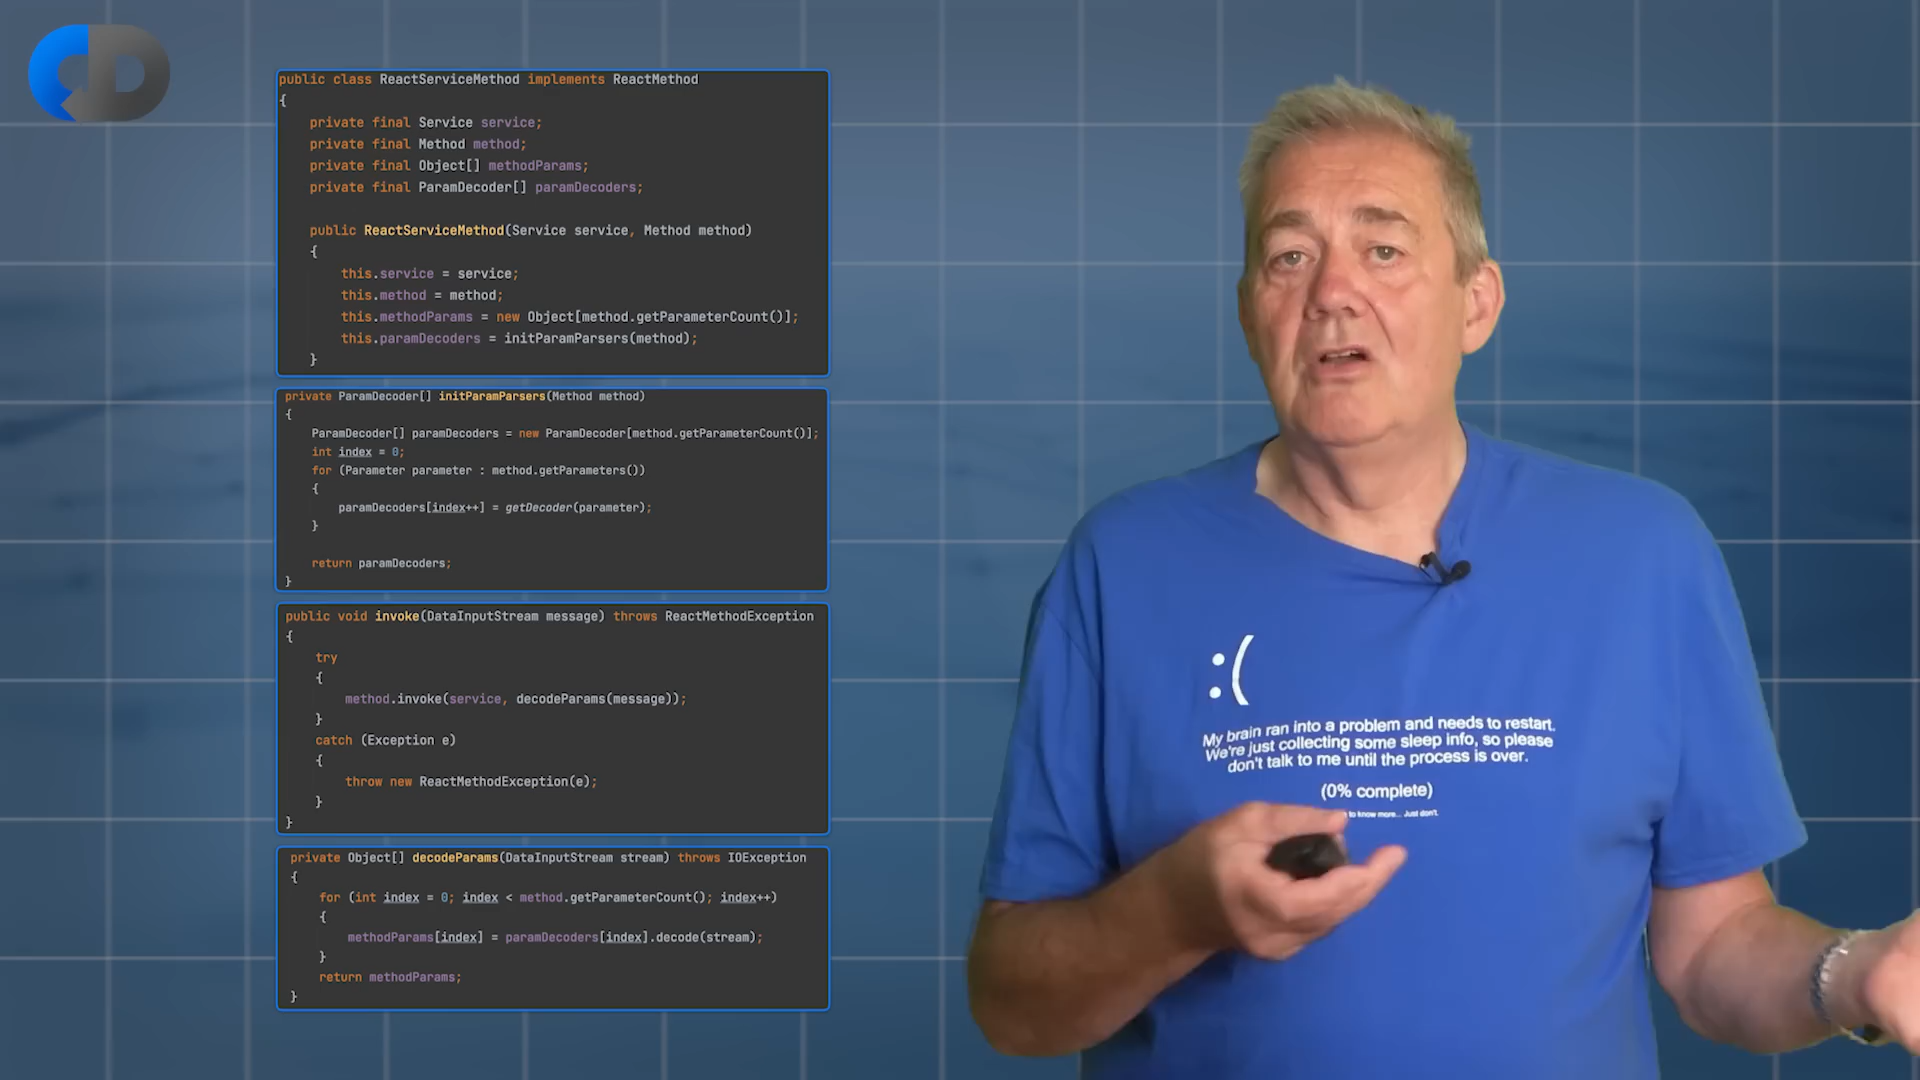 CD
public class ReactServiceMethod implements ReactMethod
{
private final Service service;
private final Method method;
private final Object[] methodParams;
private final ParamDecoder[] paramDecoders;
public ReactServiceMethod(Service service, Method method)
{
this.service = service;
this.method = method;
this.methodParams = new Object[method.getParameterCount()];
this.paramDecoders = initParamParsers(method);
}
private ParamDecoder[] initParamParsers(Method method)
{
ParamDecoder[] paramDecoders = new ParamDecoder[method.getParameterCount()];
int index = 0;
for (Parameter parameter : method.getParameters())
{
paramDecoders[index++] = getDecoder(parameter);
}
return paramDecoders;
}
public void invoke(DataInputStream message) throws ReactMethodException
{
try
{
method.invoke(service, decodeParams(message));
}
catch (Exception e)
{
throw new ReactMethodException(e);
}
}
private Object[] decodeParams(DataInputStream stream) throws IOException
{
for (int index = 0; index < method.getParameterCount(); index++)
{
methodParams[index] = paramDecoders[index].decode(stream);
}
return methodParams;
}
:(
My brain ran into a problem and needs to restart.
We're just collecting some sleep info, so please
don't talk to me until the process is over.
(0% complete)
to know more... Just don't.